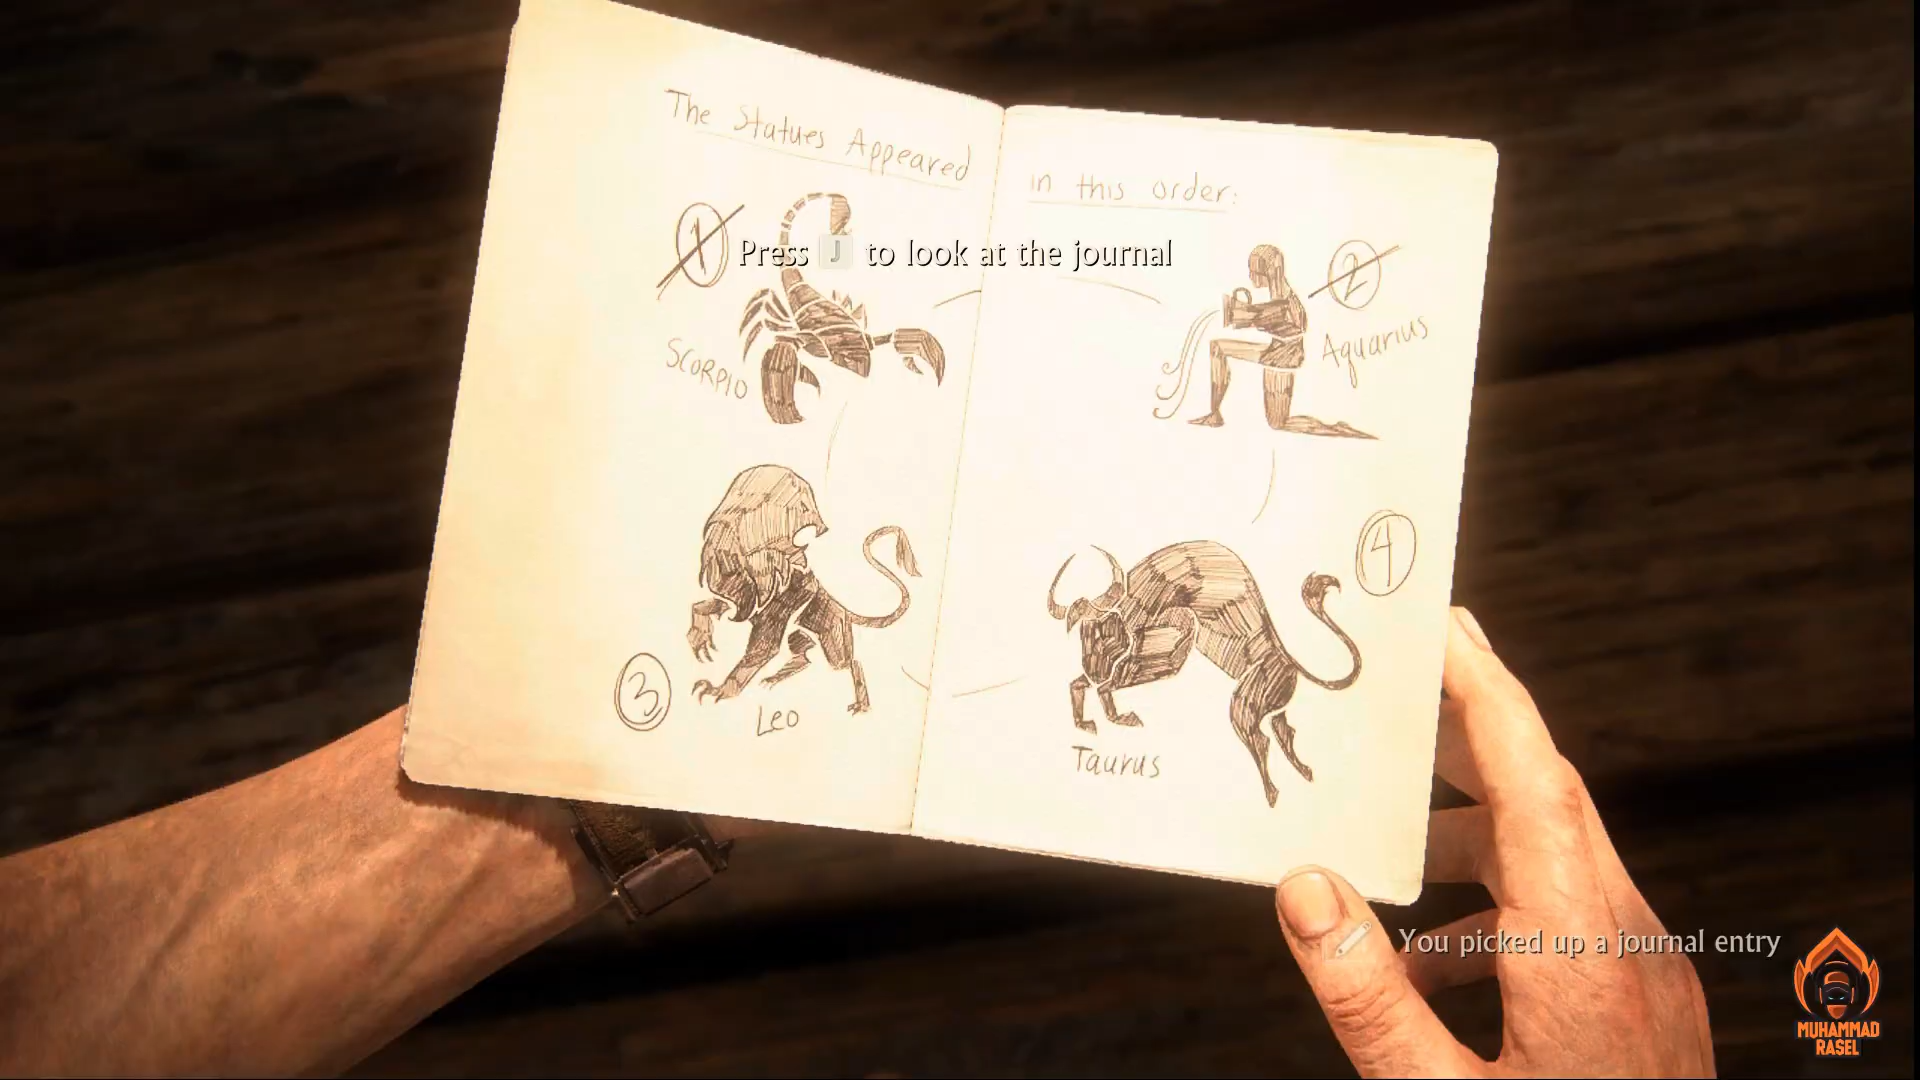 The Statues Appeared
in this order:
1
Press J to look at the journal
2
Scorpio
Aquarius
3
Leo
4
Taurus
You picked up a journal entry
MUHAMMAD
RASEL